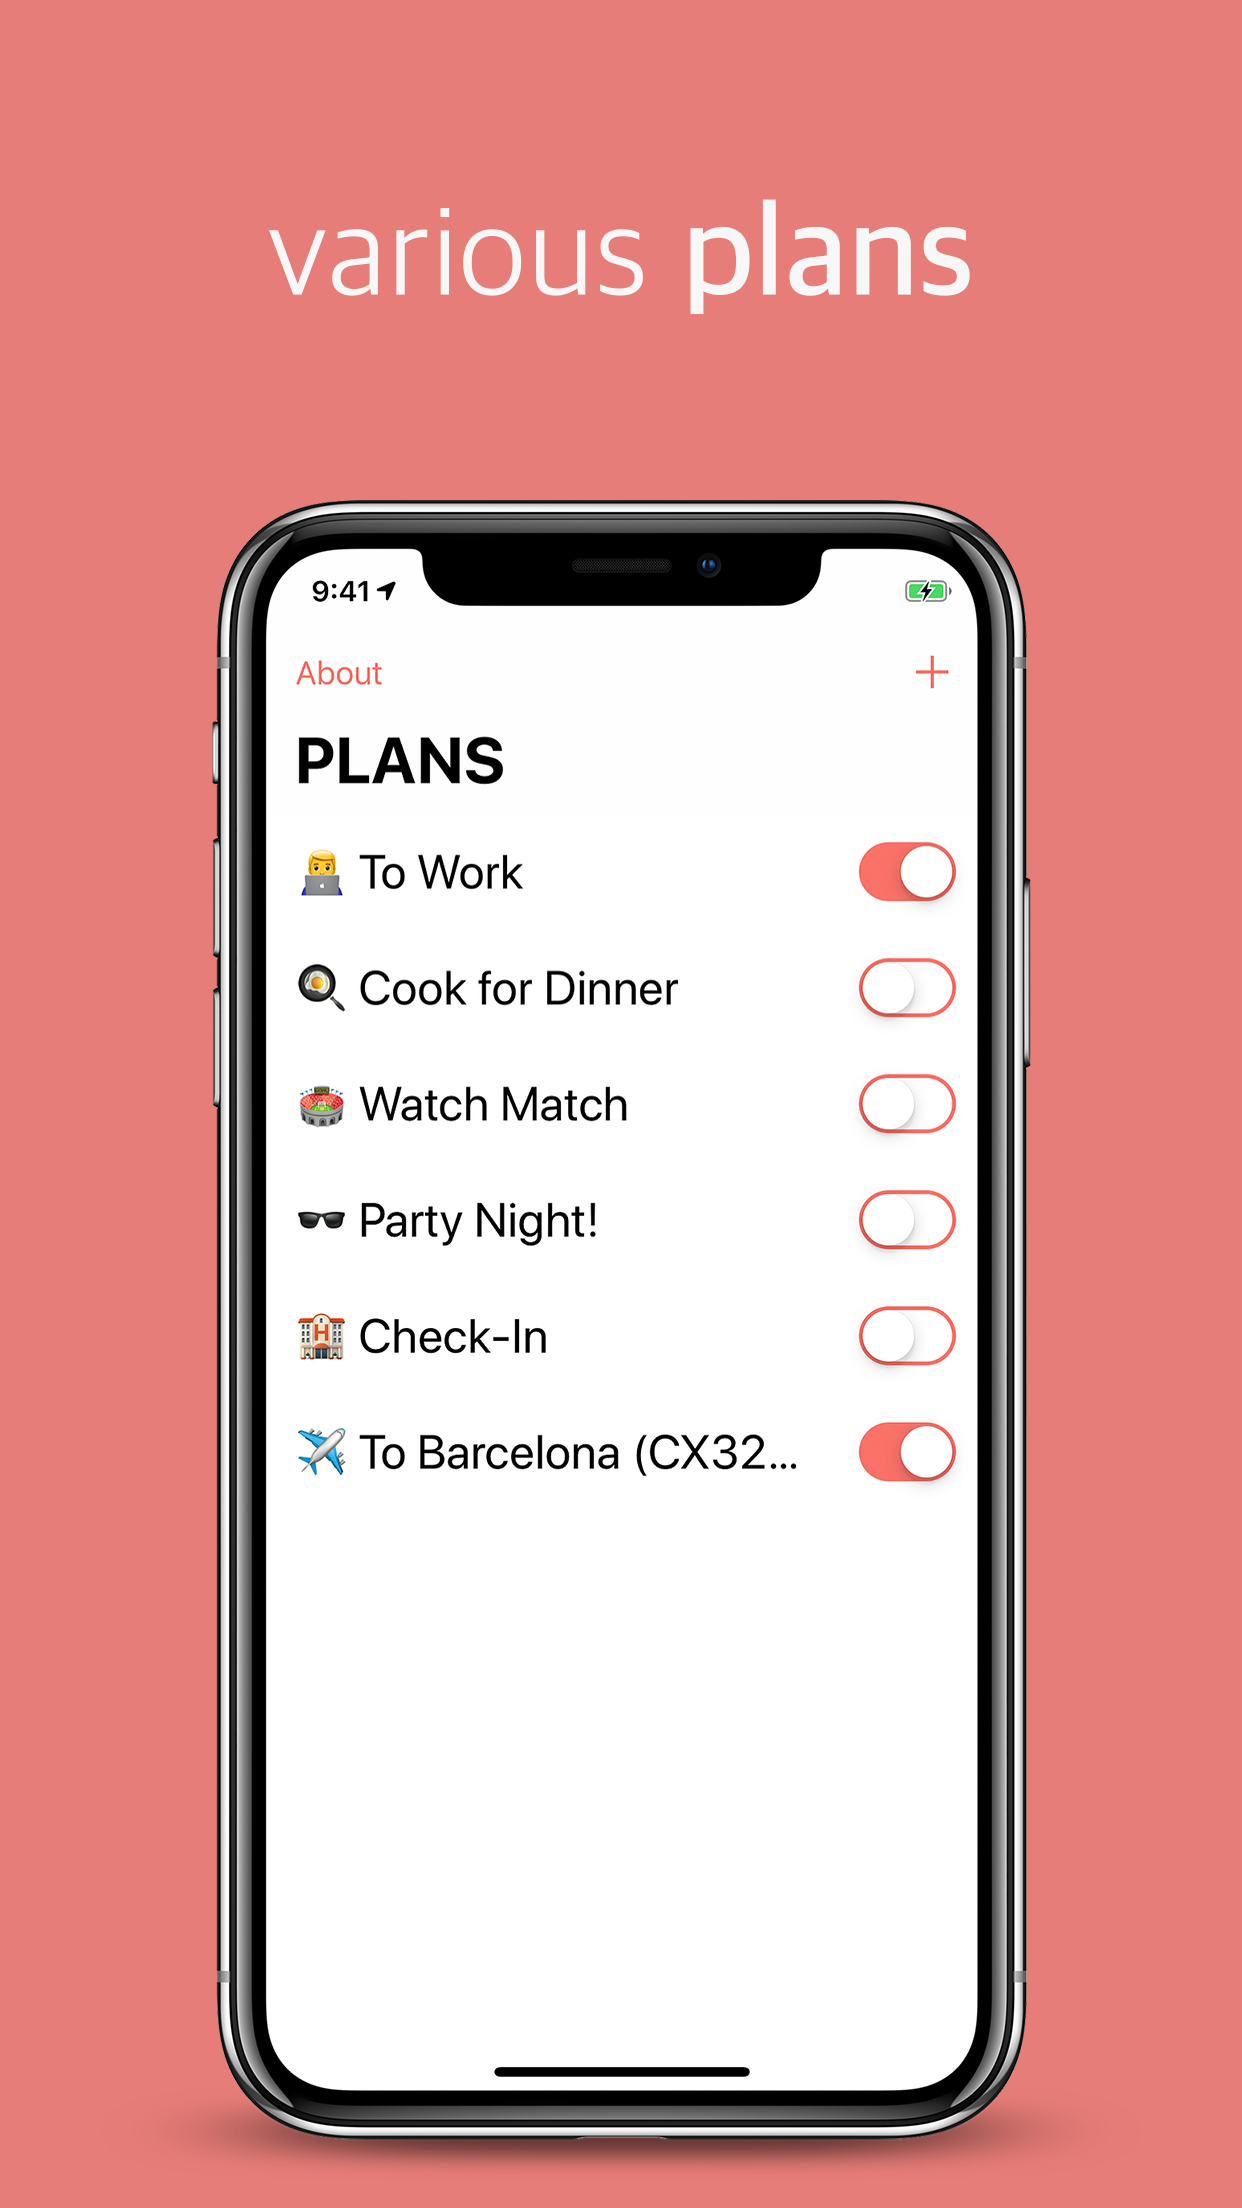 various plans
9:41
About
PLANS
To Work
Cook for Dinner
Watch Match
Party Night!
H
Check-In
To Barcelona (CX32...